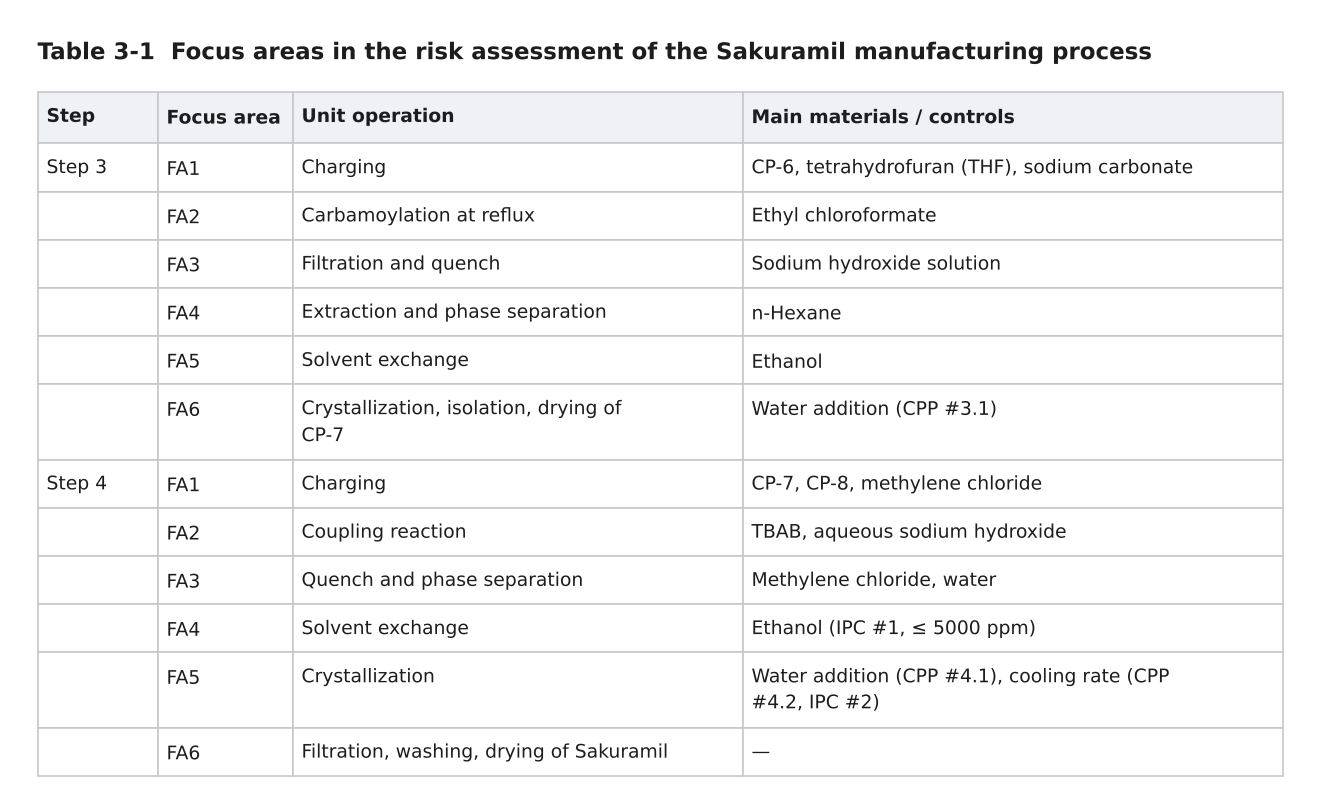 Table 3-1  Focus areas in the risk assessment of the Sakuramil manufacturing process
Step Focus area Unit operation Main materials / controls
Step 3 FA1 Charging CP-6, tetrahydrofuran (THF), sodium carbonate
FA2 Carbamoylation at reflux Ethyl chloroformate
FA3 Filtration and quench Sodium hydroxide solution
FA4 Extraction and phase separation n-Hexane
FA5 Solvent exchange Ethanol
FA6 Crystallization, isolation, drying of Water addition (CPP #3.1)
CP-7
Step 4 FA1 Charging CP-7, CP-8, methylene chloride
FA2 Coupling reaction TBAB, aqueous sodium hydroxide
FA3 Quench and phase separation Methylene chloride, water
FA4 Solvent exchange Ethanol (IPC #1, ≤ 5000 ppm)
FA5 Crystallization Water addition (CPP #4.1), cooling rate (CPP
#4.2, IPC #2)
FA6 Filtration, washing, drying of Sakuramil —